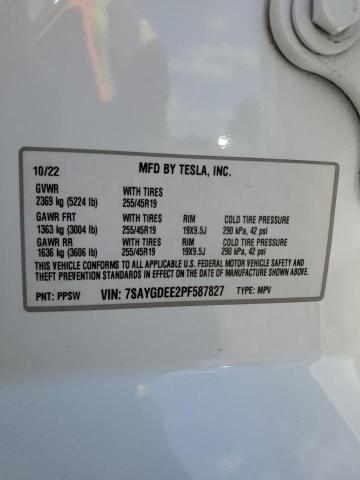 10/22 MFD BY TESLA, INC.
GVWR WITH TIRES
2369 kg (5224 lb) 255/45R19
GAWR FRT WITH TIRES RIM COLD TIRE PRESSURE
1363 kg (3004 lb) 255/45R19 19X9.5J 290 kPa, 42 psi
GAWR RR WITH TIRES RIM COLD TIRE PRESSURE
1636 kg (3606 lb) 255/45R19 19X9.5J 290 kPa, 42 psi
THIS VEHICLE CONFORMS TO ALL APPLICABLE U.S. FEDERAL MOTOR VEHICLE SAFETY AND
THEFT PREVENTION STANDARDS IN EFFECT ON THE DATE OF MANUFACTURE SHOWN ABOVE.
PNT: PPSW VIN: 7SAYGDEE2PF587827 TYPE: MPV